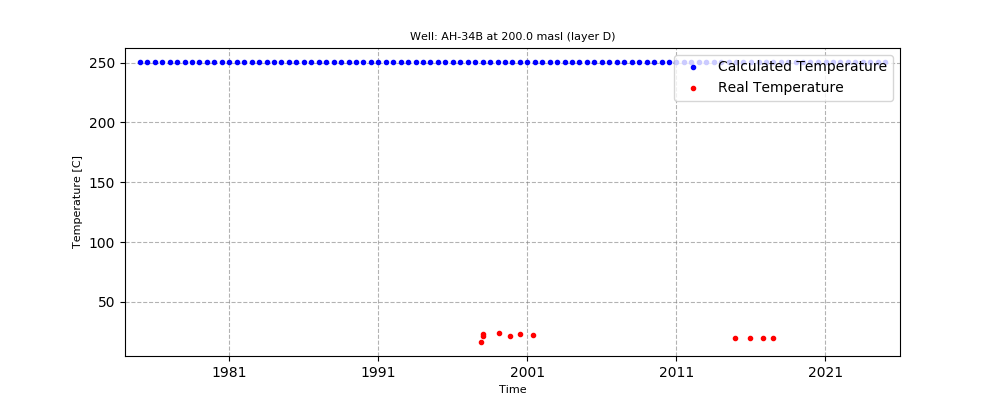 Well: AH-34B at 200.0 masl (layer D)
Calculated Temperature
Real Temperature
Temperature [C]
250
200
150
100
50
1981
1991
2001
2011
2021
Time